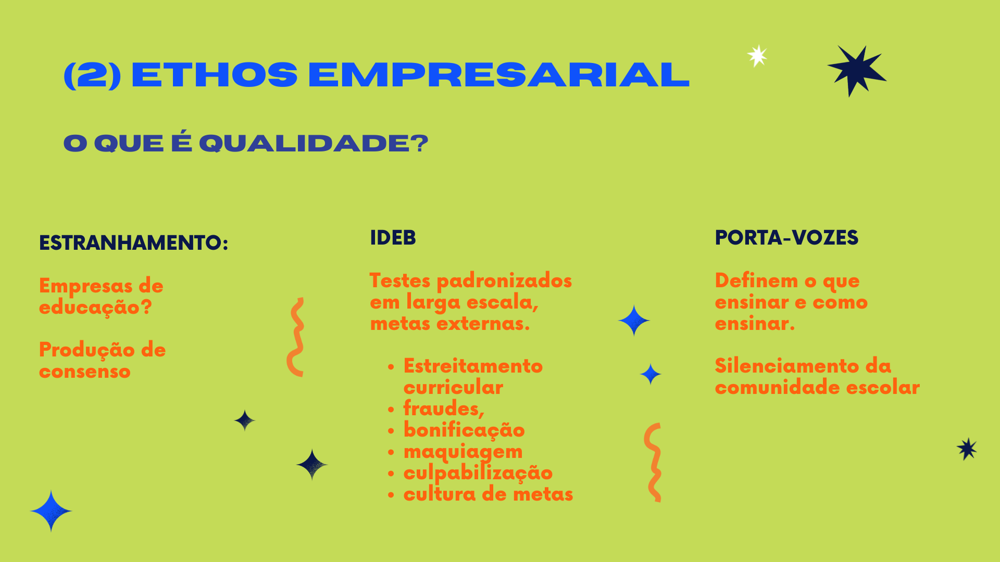 (2) ETHOS EMPRESARIAL
O QUE É QUALIDADE?
ESTRANHAMENTO:
Empresas de
educação?
Produção de
consenso
IDEB
Testes padronizados
em larga escala,
metas externas.
• Estreitamento
curricular
• fraudes,
• bonificação
• maquiagem
• culpabilização
• cultura de metas
PORTA-VOZES
Definem o que
ensinar e como
ensinar.
Silenciamento da
comunidade escolar